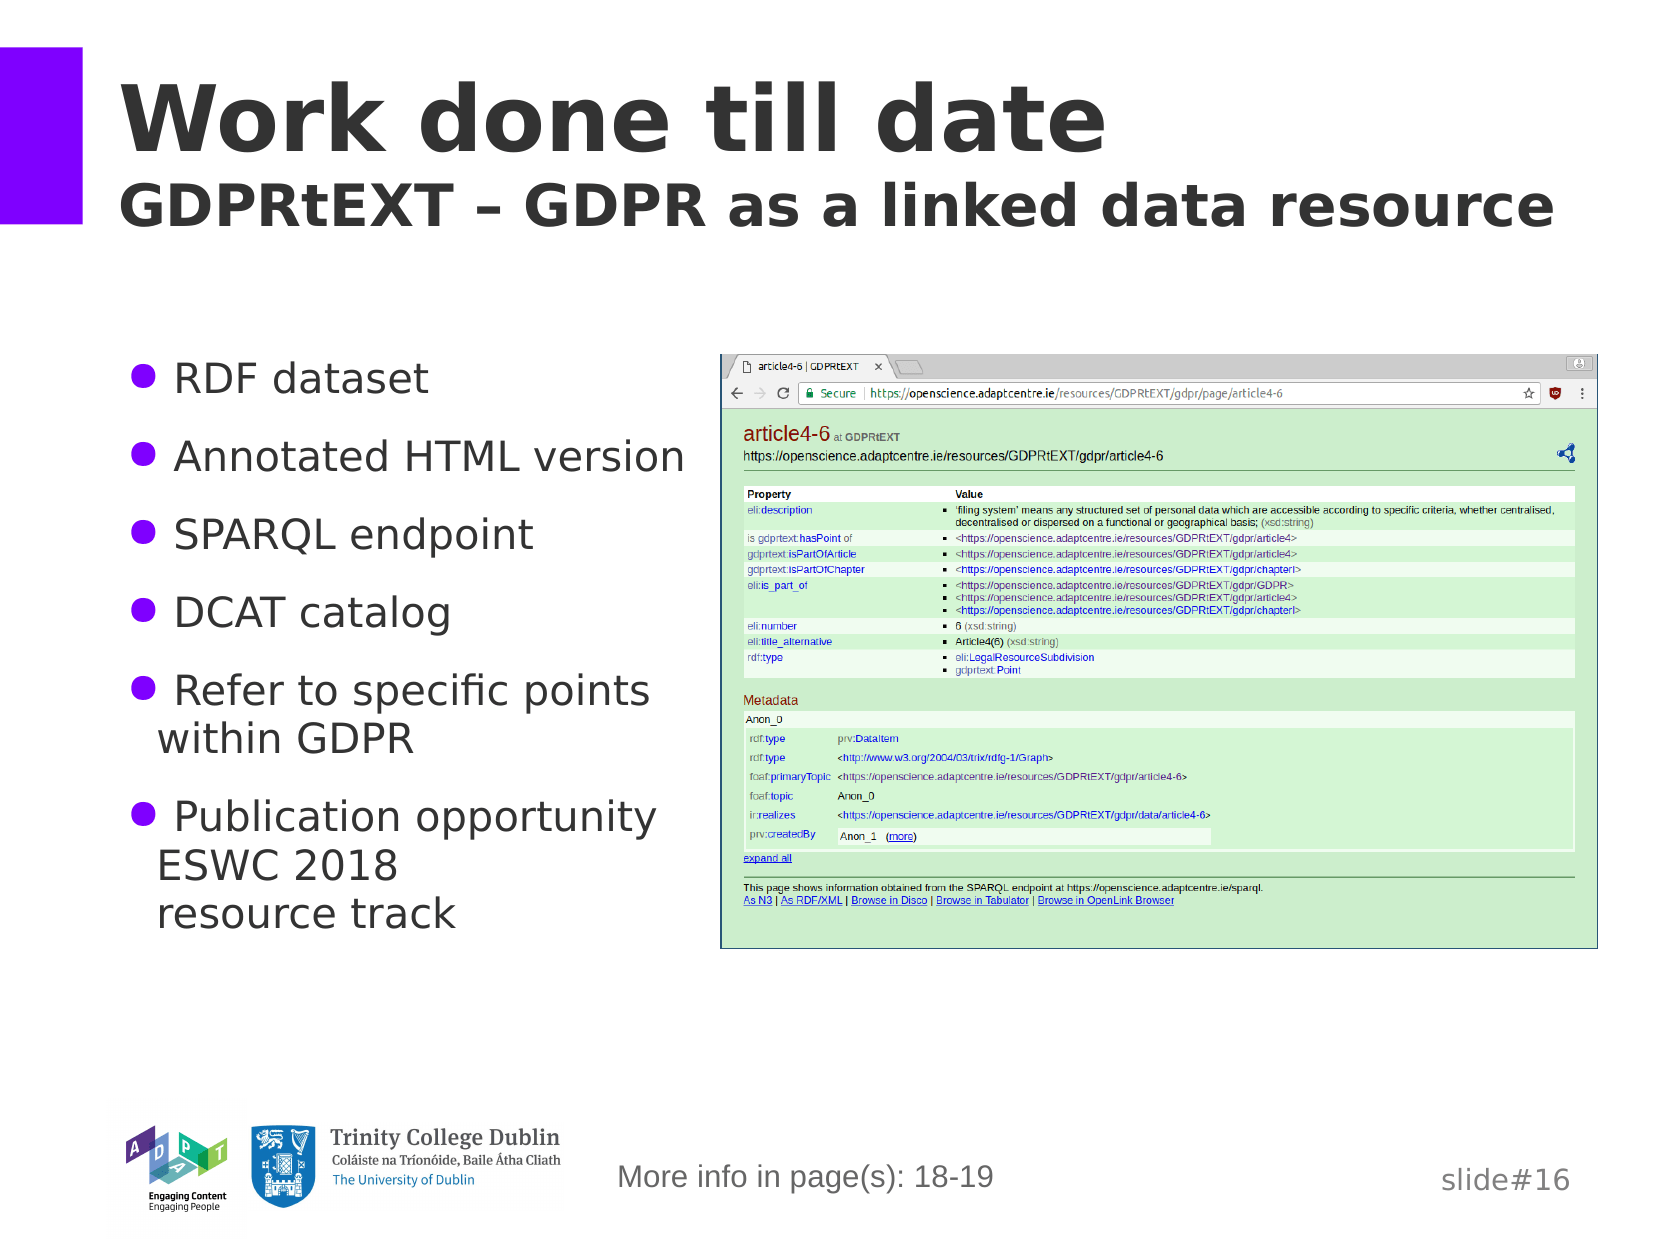 Work done till date
GDPRtEXT – GDPR as a linked data resource
● RDF dataset
● Annotated HTML version
● SPARQL endpoint
● DCAT catalog
● Refer to specific points
within GDPR
● Publication opportunity
ESWC 2018
resource track
article4-6 | GDPRtEXT
Secure | https://openscience.adaptcentre.ie/resources/GDPRtEXT/gdpr/page/article4-6
article4-6 at GDPRtEXT
https://openscience.adaptcentre.ie/resources/GDPRtEXT/gdpr/article4-6
Property Value
eli:description ▪ 'filing system' means any structured set of personal data which are accessible according to specific criteria, whether centralised,
decentralised or dispersed on a functional or geographical basis; (xsd:string)
is gdprtext:hasPoint of ▪ <https://openscience.adaptcentre.ie/resources/GDPRtEXT/gdpr/article4>
gdprtext:isPartOfArticle ▪ <https://openscience.adaptcentre.ie/resources/GDPRtEXT/gdpr/article4>
gdprtext:isPartOfChapter ▪ <https://openscience.adaptcentre.ie/resources/GDPRtEXT/gdpr/chapterI>
eli:is_part_of ▪ <https://openscience.adaptcentre.ie/resources/GDPRtEXT/gdpr/GDPR>
▪ <https://openscience.adaptcentre.ie/resources/GDPRtEXT/gdpr/article4>
▪ <https://openscience.adaptcentre.ie/resources/GDPRtEXT/gdpr/chapterI>
eli:number ▪ 6 (xsd:string)
eli:title_alternative ▪ Article4(6) (xsd:string)
rdf:type ▪ eli:LegalResourceSubdivision
▪ gdprtext:Point
Metadata
Anon_0
rdf:type prv:DataItem
rdf:type <http://www.w3.org/2004/03/trix/rdfg-1/Graph>
foaf:primaryTopic <https://openscience.adaptcentre.ie/resources/GDPRtEXT/gdpr/article4-6>
foaf:topic Anon_0
ir:realizes <https://openscience.adaptcentre.ie/resources/GDPRtEXT/gdpr/data/article4-6>
prv:createdBy Anon_1 (more)
expand all
This page shows information obtained from the SPARQL endpoint at https://openscience.adaptcentre.ie/sparql.
As N3 | As RDF/XML | Browse in Disco | Browse in Tabulator | Browse in OpenLink Browser
ADAPT
Engaging Content
Engaging People
Trinity College Dublin
Coláiste na Tríonóide, Baile Átha Cliath
The University of Dublin
More info in page(s): 18-19
slide#16